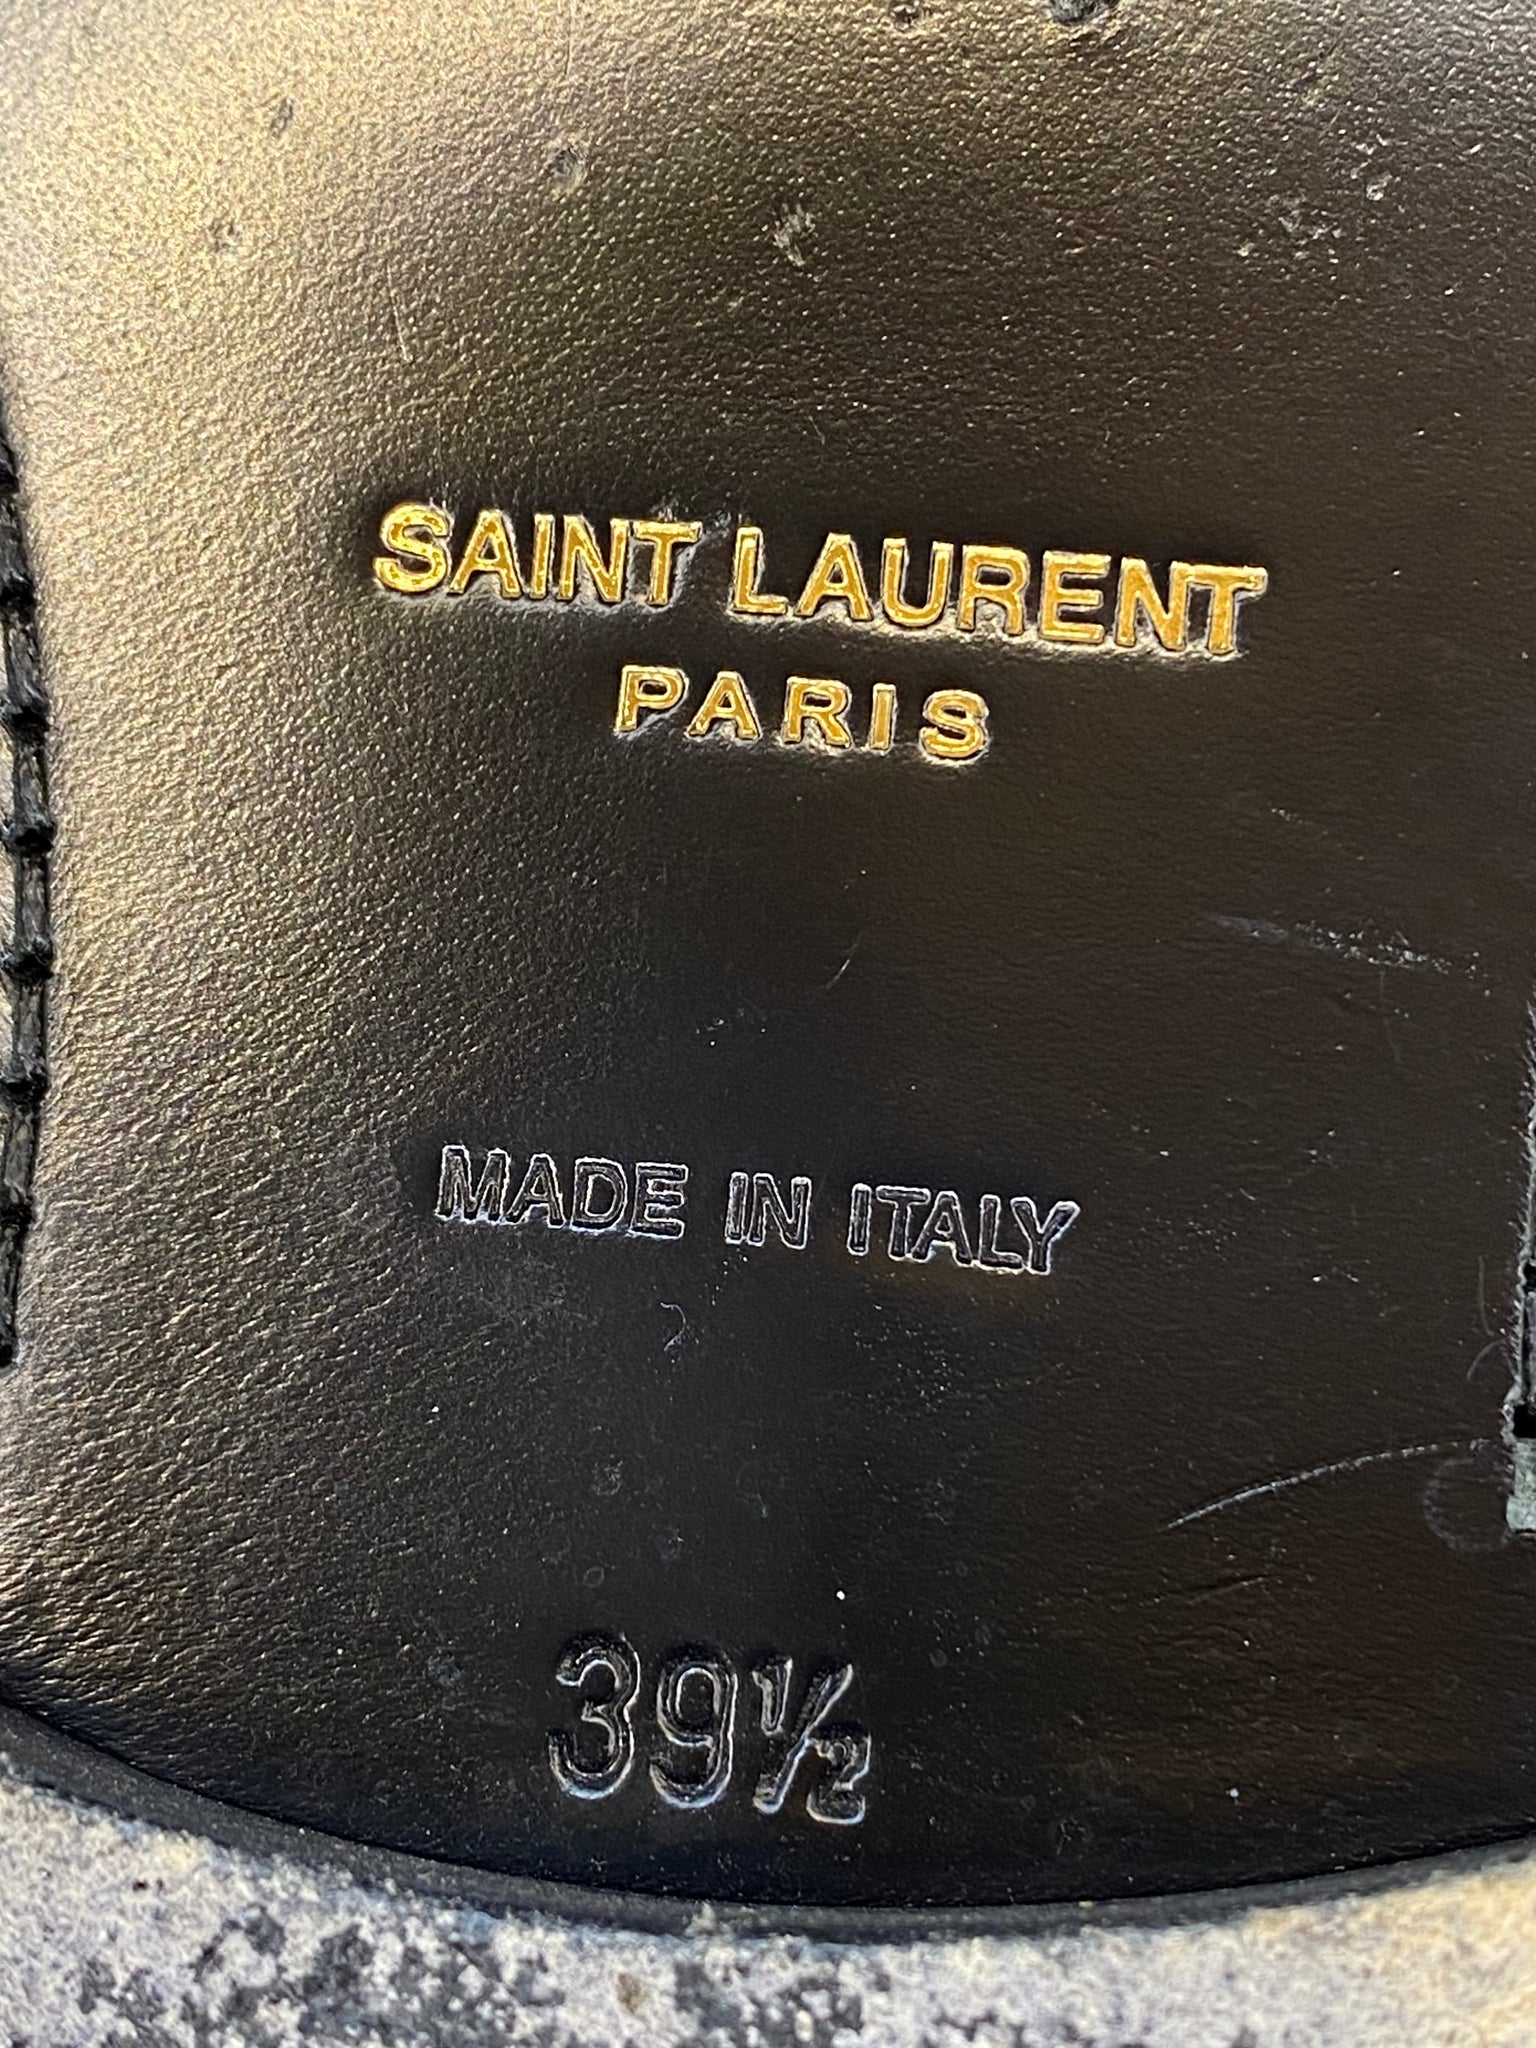 SAINT LAURENT
PARIS
MADE IN ITALY
39½